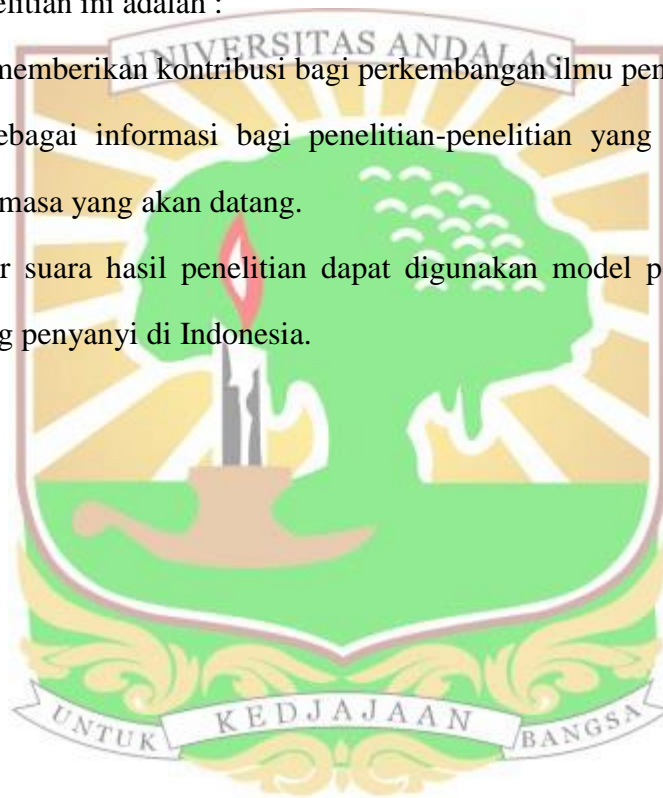 elitian ini adalah :
UNIVERSITAS ANDALAS
memberikan kontribusi bagi perkembangan ilmu pen
ebagai informasi bagi penelitian-penelitian yang
masa yang akan datang.
r suara hasil penelitian dapat digunakan model p
g penyanyi di Indonesia.
UNTUK KEDJAJAAN BANGSA